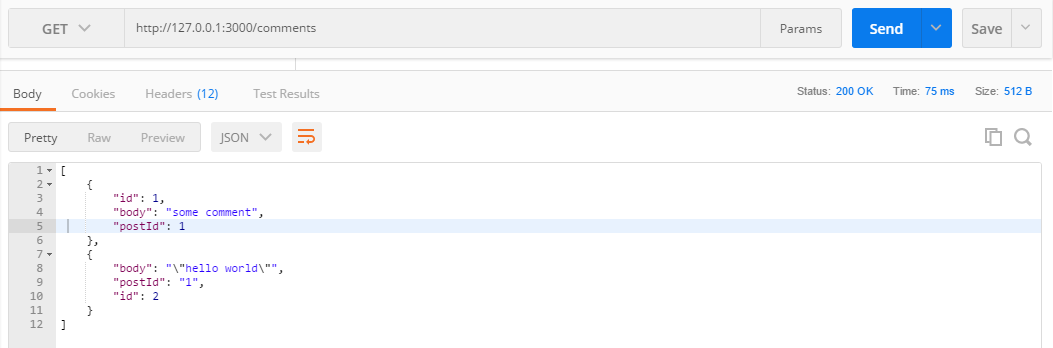 GET http://127.0.0.1:3000/comments Params Send Save
Body Cookies Headers (12) Test Results Status: 200 OK Time: 75 ms Size: 512 B
Pretty Raw Preview JSON
1 [
2 {
3 "id": 1,
4 "body": "some comment",
5 "postId": 1
6 },
7 {
8 "body": "\"hello world\"",
9 "postId": "1",
10 "id": 2
11 }
12 ]